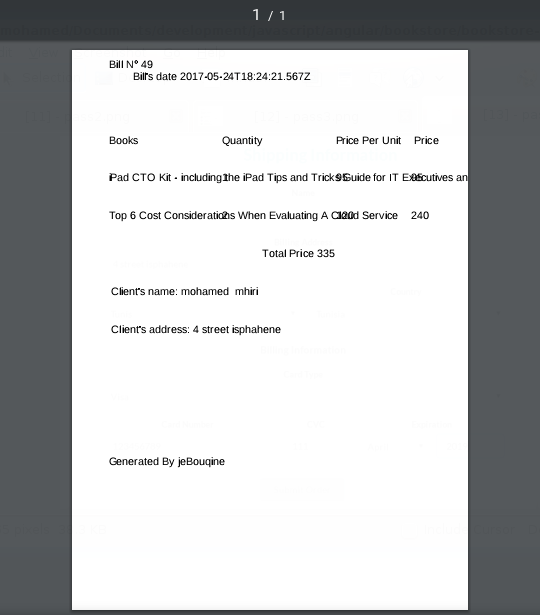 1 / 1
Bill N° 49
Bill's date 2017-05-24T18:24:21.567Z
Books Quantity Price Per Unit Price
iPad CTO Kit - including the iPad Tips and Tricks Guide for IT Executives an 1 95 95
Top 6 Cost Considerations When Evaluating A Cloud Service 2 120 240
Total Price 335
Client's name: mohamed mhiri
Client's address: 4 street isphahene
Generated By jeBouqine